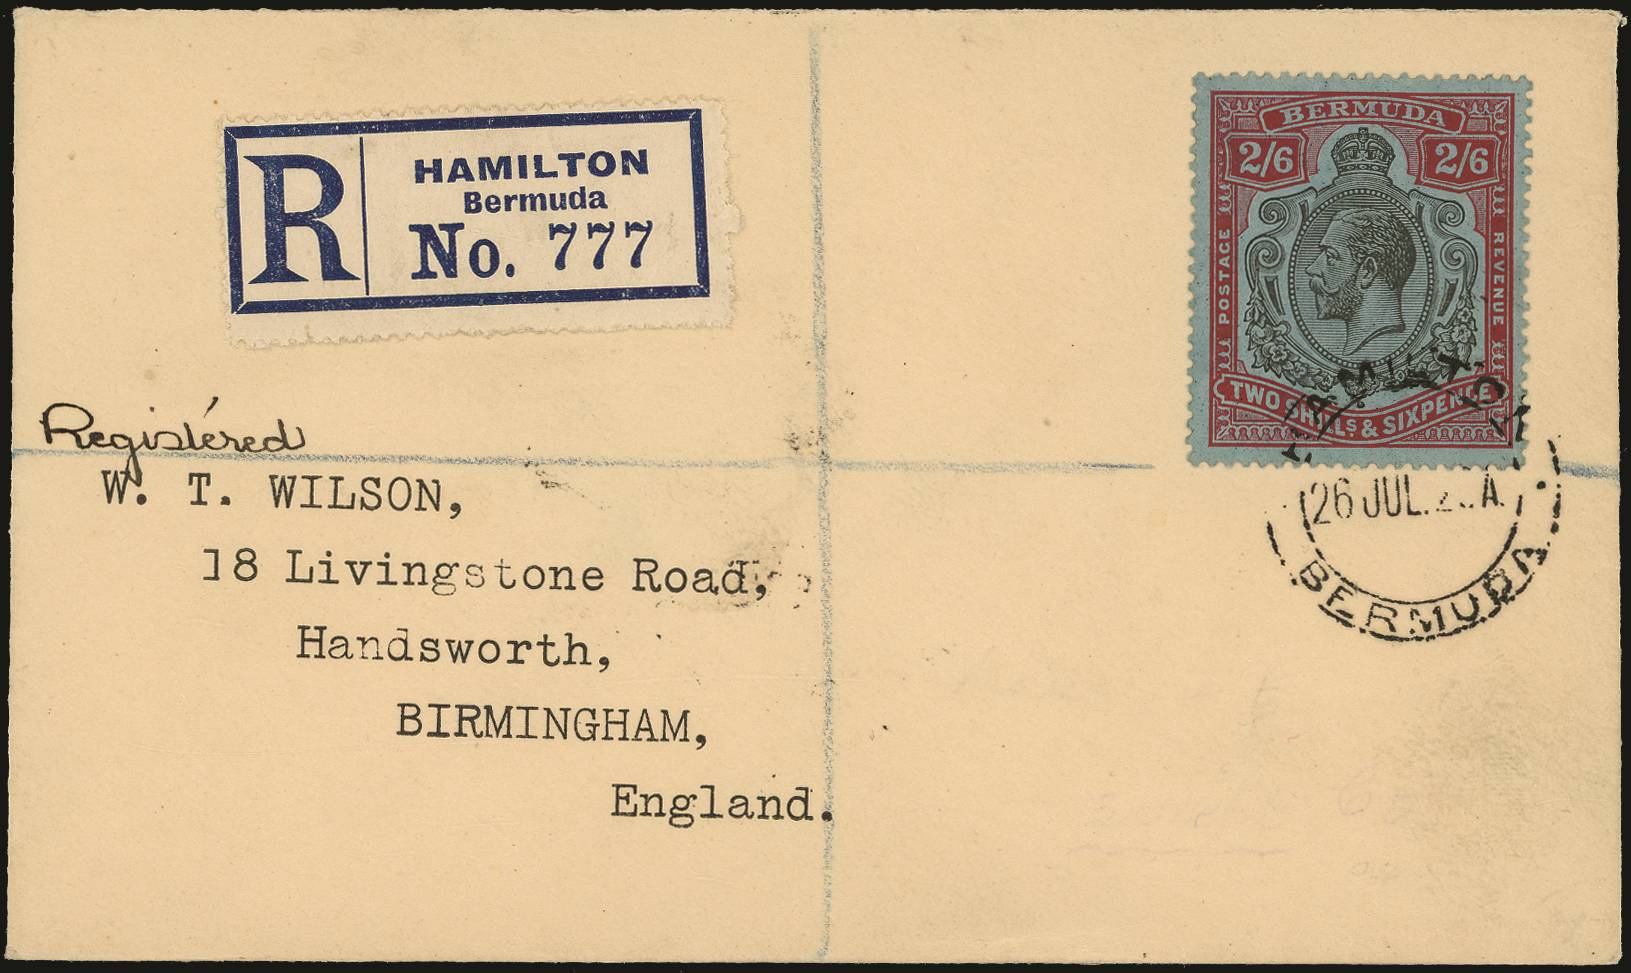 R
HAMILTON
Bermuda
No. 777
BERMUDA
2/6 2/6
POSTAGE
REVENUE
TWO SHILLS & SIXPENCE
HAMILTON
26 JUL. A
BERMUDA
Registered
W. T. WILSON,
18 Livingstone Road,
Handsworth,
BIRMINGHAM,
England.